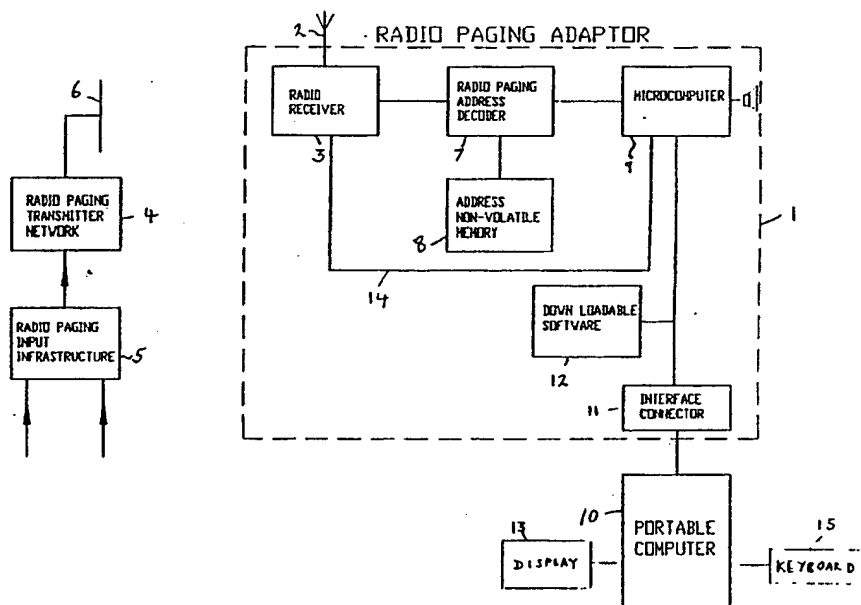 RADIO PAGING ADAPTOR
2
6
RADIO
RECEIVER
3
RADIO PAGING
ADDRESS
DECODER
7
MICROCOMPUTER
9
RADIO PAGING
TRANSMITTER
NETWORK
4
ADDRESS
NON-VOLATILE
MEMORY
8
1
14
RADIO PAGING
INPUT
INFRASTRUCTURE
5
DOWN LOADABLE
SOFTWARE
12
11
INTERFACE
CONNECTOR
10
PORTABLE
COMPUTER
13
DISPLAY
15
KEYBOARD